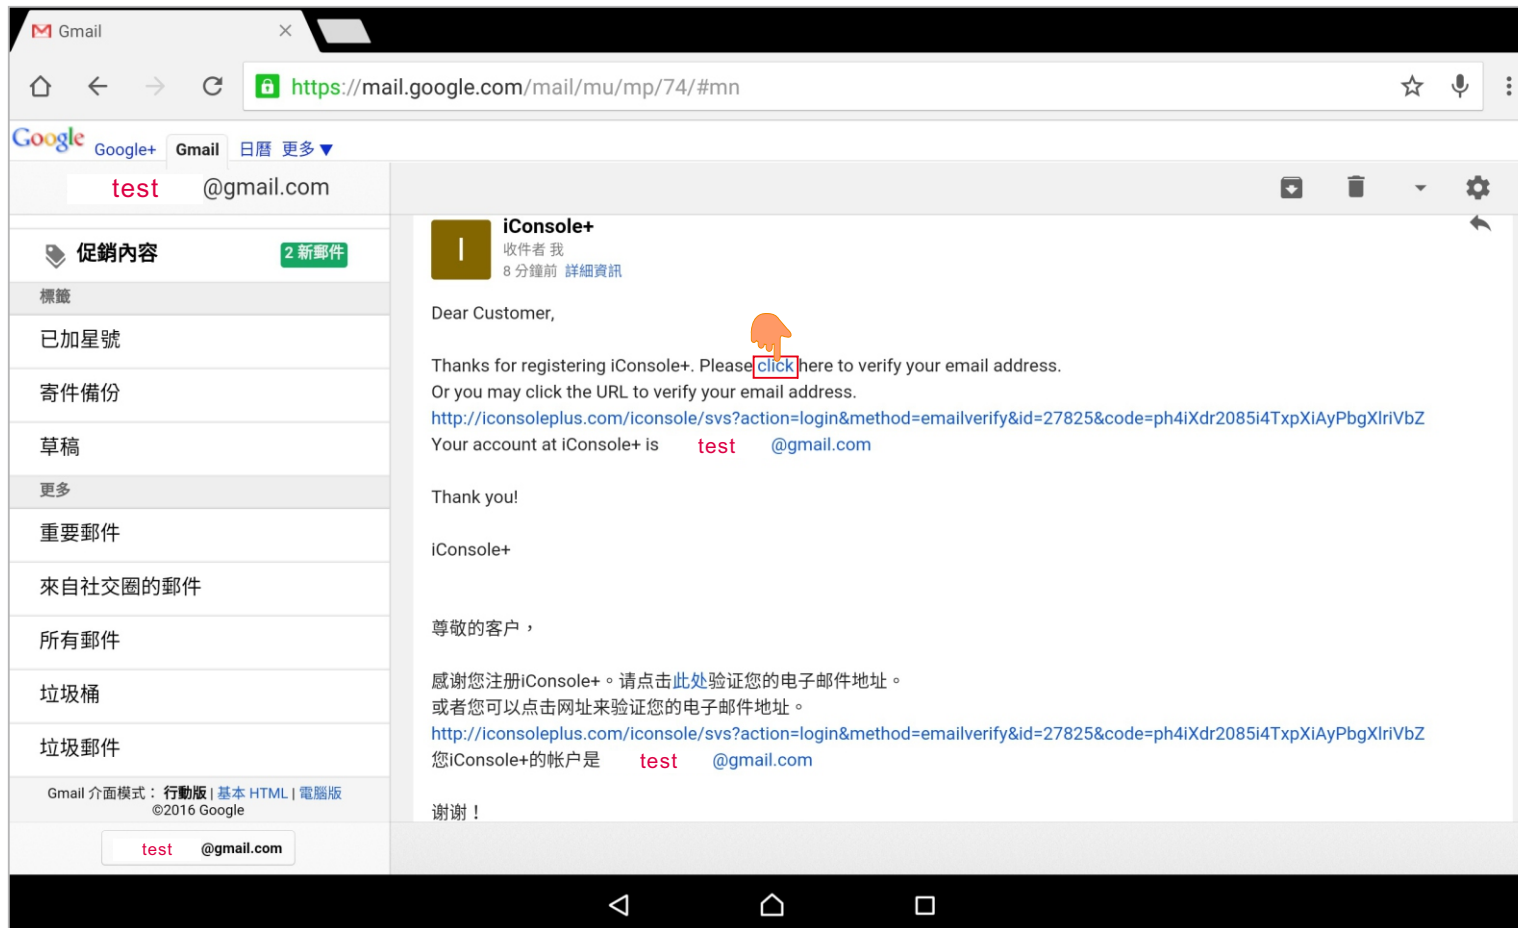 Gmail
https://mail.google.com/mail/mu/mp/74/#mn
Google Google+ Gmail 日曆 更多 ▼
test @gmail.com
促銷內容 2 新郵件
標籤
已加星號
寄件備份
草稿
更多
重要郵件
來自社交圈的郵件
所有郵件
垃圾桶
垃圾郵件
Gmail 介面模式： 行動版 | 基本 HTML | 電腦版
©2016 Google
test @gmail.com
I
iConsole+
收件者 我
8 分鐘前 詳細資訊
Dear Customer,
Thanks for registering iConsole+. Please click here to verify your email address.
Or you may click the URL to verify your email address.
http://iconsoleplus.com/iconsole/svs?action=login&method=emailverify&id=27825&code=ph4iXdr2085i4TxpXiAyPbgXlriVbZ
Your account at iConsole+ is test @gmail.com
Thank you!
iConsole+
尊敬的客户，
感谢您注册iConsole+。请点击此处验证您的电子邮件地址。
或者您可以点击网址来验证您的电子邮件地址。
http://iconsoleplus.com/iconsole/svs?action=login&method=emailverify&id=27825&code=ph4iXdr2085i4TxpXiAyPbgXlriVbZ
您iConsole+的帐户是 test @gmail.com
谢谢！